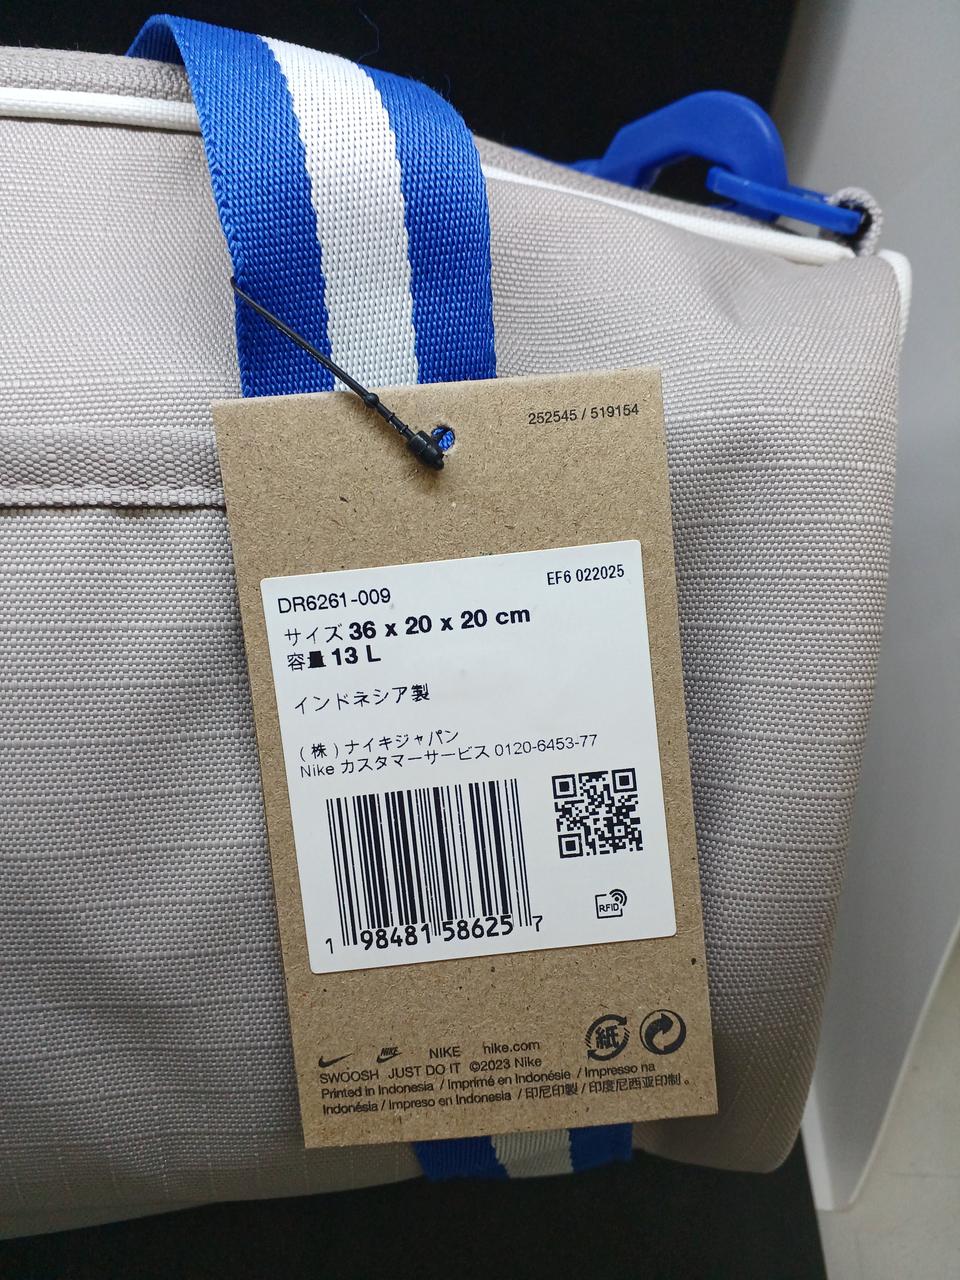 252545 / 519154
EF6 022025
DR6261-009
サイズ 36 x 20 x 20 cm
容量 13 L
インドネシア製
(株)ナイキジャパン
Nike カスタマーサービス 0120-6453-77
1 98481 58625 7
RFID
紙
NIKE NIKE nike.com
SWOOSH JUST DO IT ©2023 Nike
Printed in Indonesia / Imprimé en Indonésie / Impresso na
Indonésia / Impreso en Indonesia / 印尼印製 / 印度尼西亚印制。